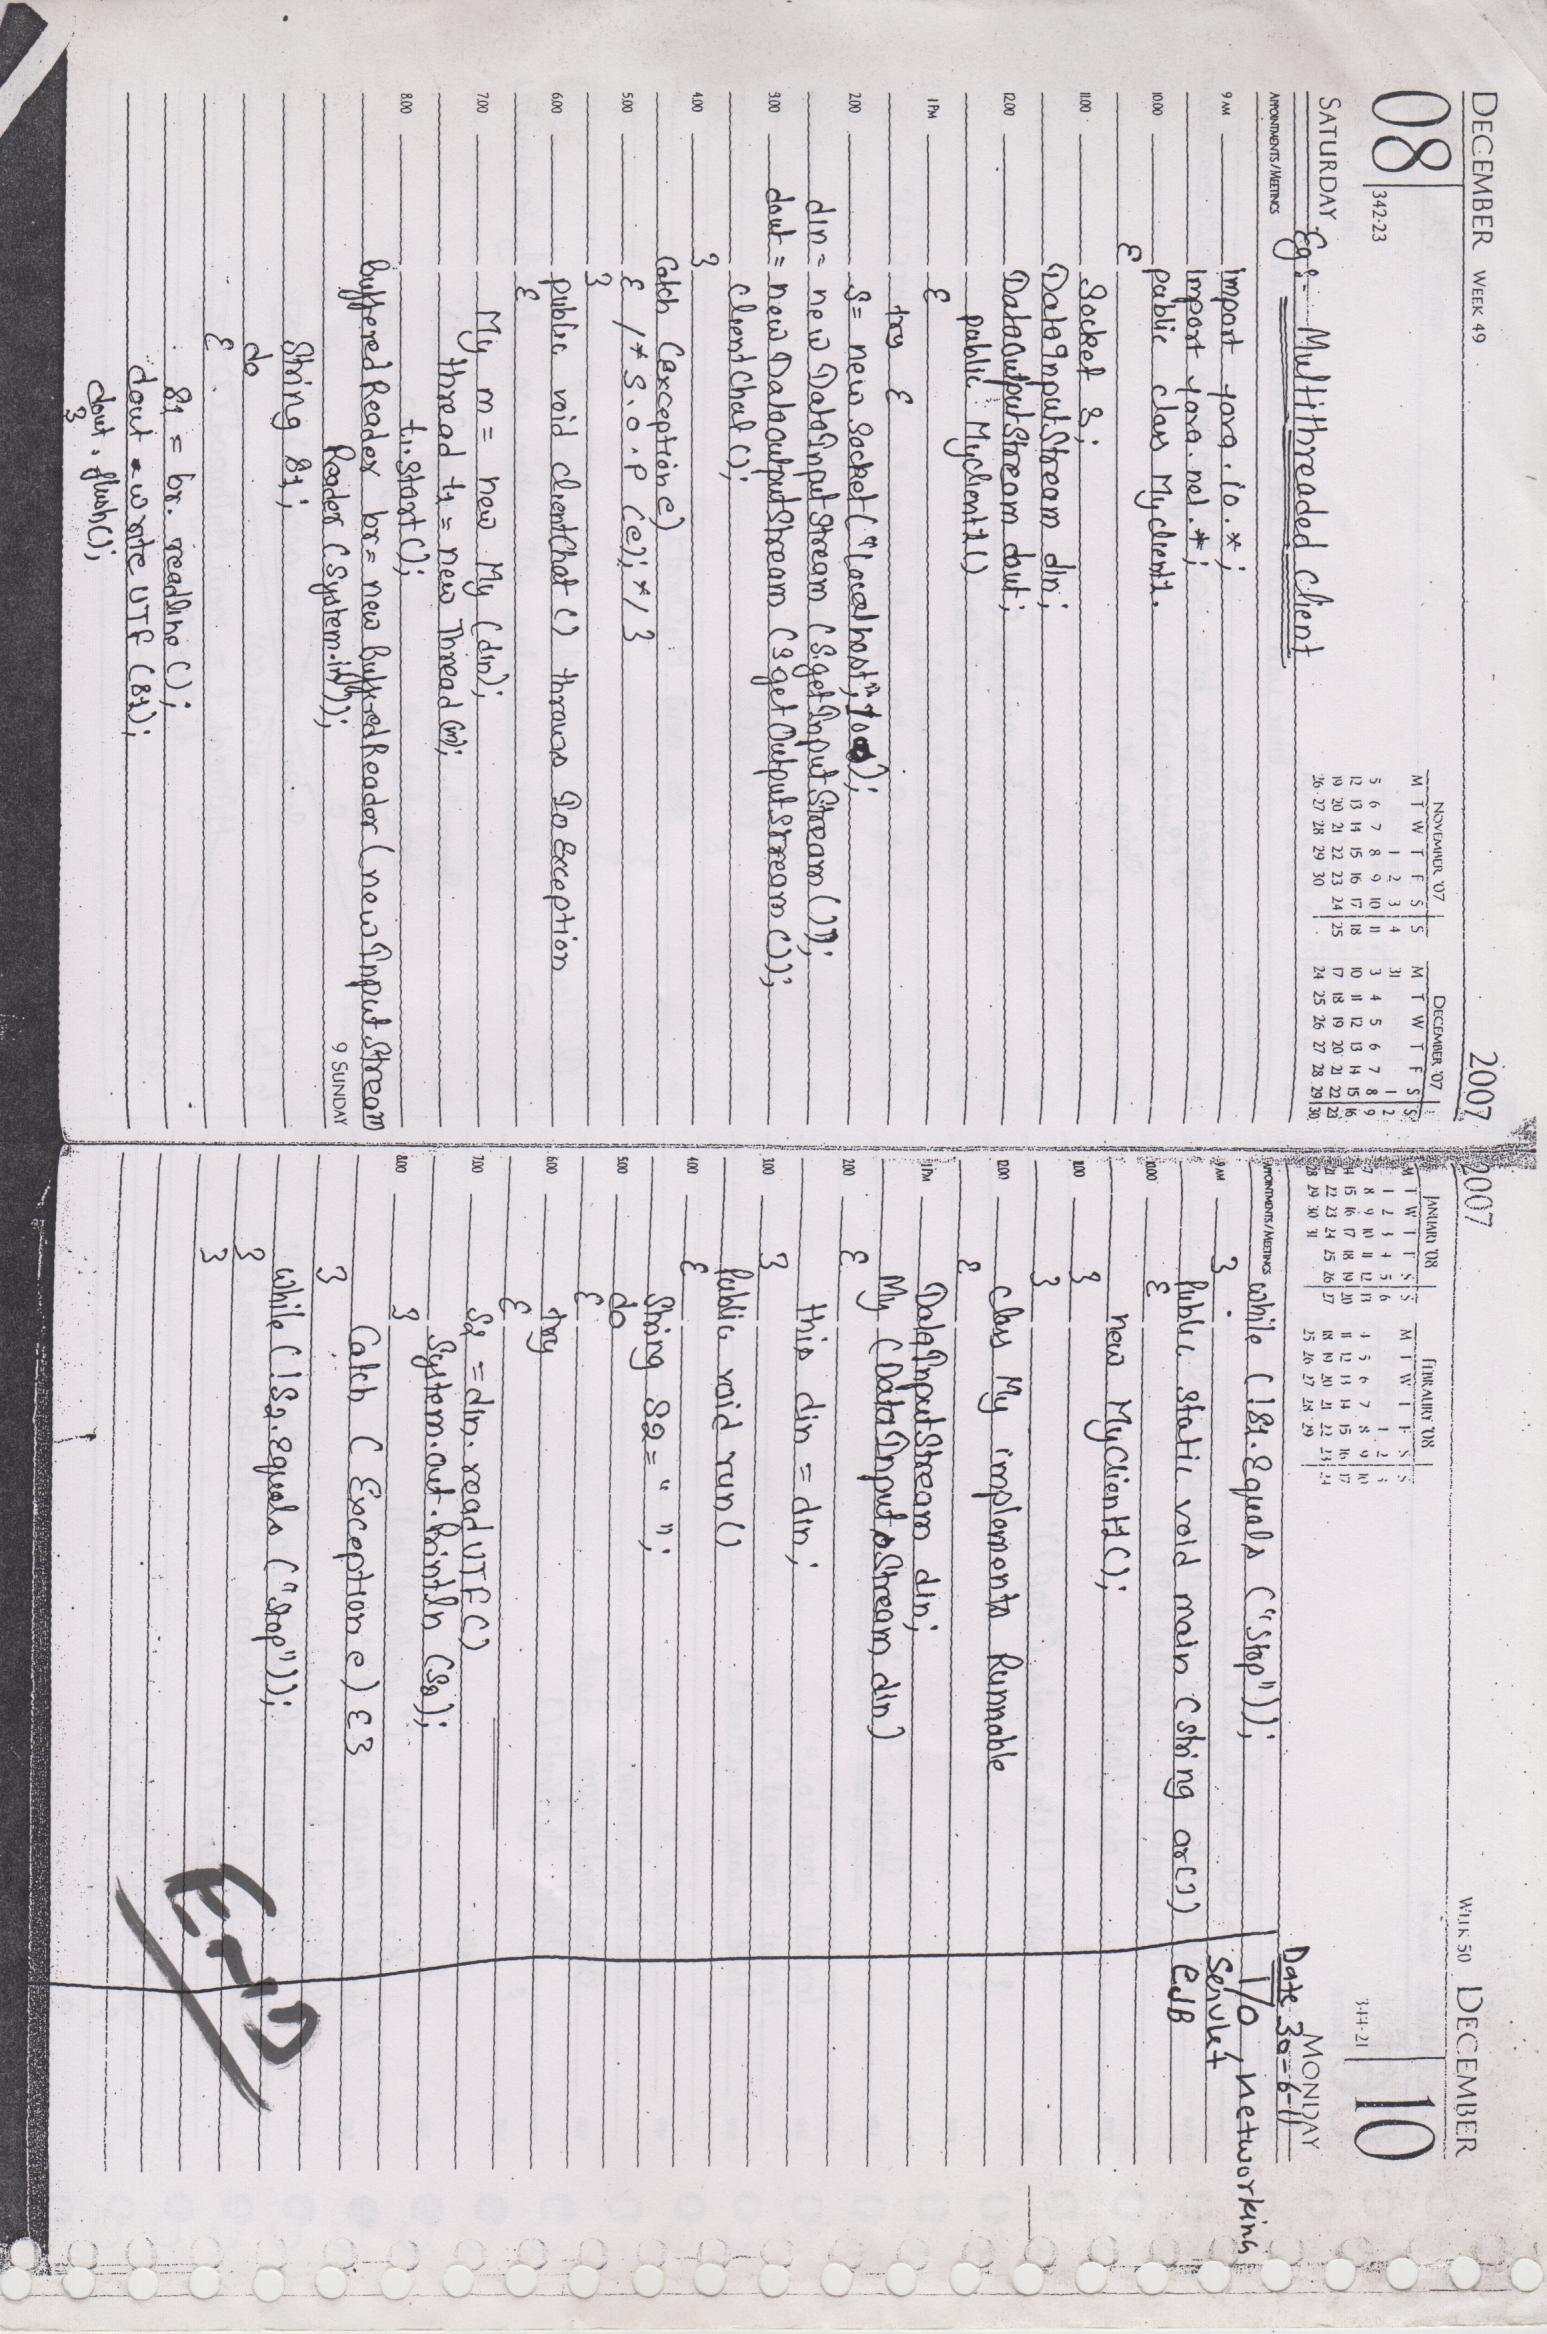 DECEMBER WEEK 49 2007
08 342-23
NOVEMBER '07 DECEMBER '07
M T W T F S S M T W T F S S
1 2 3 4 31 1 2
5 6 7 8 9 10 11 3 4 5 6 7 8 9
12 13 14 15 16 17 18 10 11 12 13 14 15 16
19 20 21 22 23 24 25 17 18 19 20 21 22 23
26 27 28 29 30 24 25 26 27 28 29 30
SATURDAY
Eg:- Multithreaded client
APPOINTMENTS / MEETINGS
9 AM import java.io.*;
import java.net.*;
10.00 public class Myclient1.
{
11.00 Socket s;
DataInputStream din;
12.00 DataOutputStream dout;
public MyClient1()
1 PM {
try {
2.00 s= new Socket("localhost",
din = new DataInputStream (s.getInputStream());
3.00 dout = new DataOutputStream (s.getOutputStream());
clientChat();
4.00 }
Catch (exception e)
5.00 { /* S.o.P (e); */ }
}
6.00 public void clientChat() throws IoException
{
7.00 My m = new My (din);
thread t1 = new Thread(m);
8.00 t1.start();
bufferedReader br = new bufferedReader (new InputStream
Reader (System.in));
9 SUNDAY
String s1;
do
{
s1 = br. readline ();
dout . write UTF (s1);
dout . flush();
}
2007 WEEK 50 DECEMBER
344-21 10
JANUARY '08 FEBRUARY '08
M T W T F S S M T W T F S S
1 2 3 4 5 6 1 2 3
7 8 9 10 11 12 13 4 5 6 7 8 9 10
14 15 16 17 18 19 20 11 12 13 14 15 16 17
21 22 23 24 25 26 27 18 19 20 21 22 23 24
28 29 30 31 25 26 27 28 29
MONDAY
Date 30-6-11
APPOINTMENTS / MEETINGS while (!s1.Equals ("Stop"));
I/O, networking
9 AM }
Servlet
Public static void main (string ar[])
EJB
10.00 {
new MyClient1();
11.00 }
}
12.00 class My implements Runnable
{
1 PM DataInputStream din;
My (DataInputStream din)
2.00 {
this din = din;
3.00 }
Public void run()
4.00 {
String s2 = " ";
5.00 do
{
6.00 try
{
7.00 S2 = din. read UTF()
System.out.println (S2);
8.00 }
Catch ( Exception e) { }
}
while (!S2.equals ("Stop"));
}
}
END